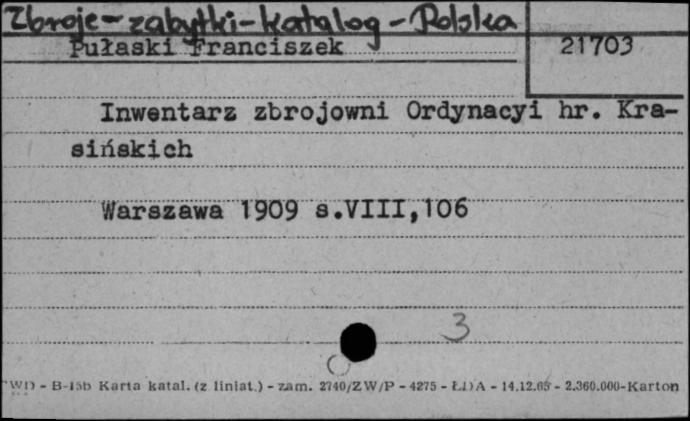 Zbroje-zabytki-katalog-Polska
Pułaski Franciszek
21703
Inwentarz zbrojowni Ordynacyi hr. Kra-
sińskich
Warszawa 1909 s.VIII,106
3
WD - B-15b Karta katal. (z liniat.) - zam. 2740/ZW/P - 4275 - ŁDA - 14.12.65 - 2.360.000-Karton